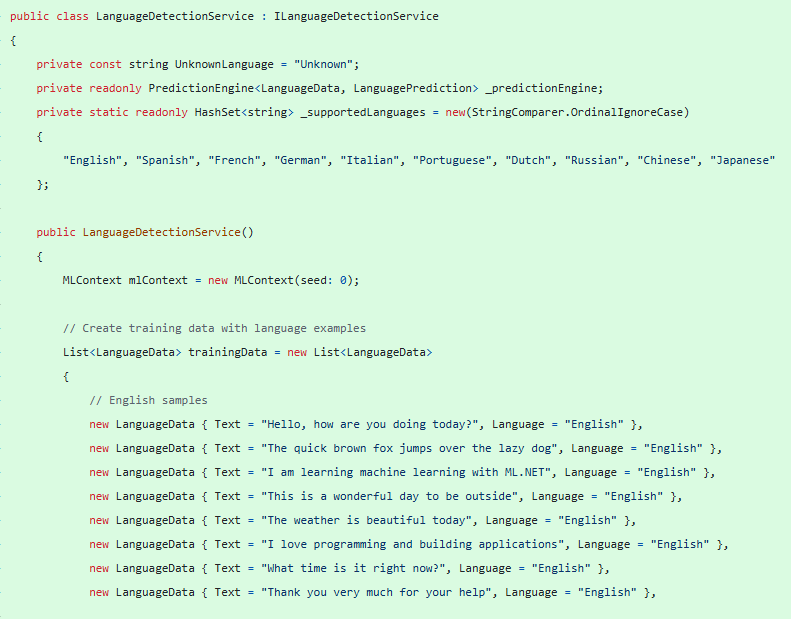 public class LanguageDetectionService : ILanguageDetectionService
{
    private const string UnknownLanguage = "Unknown";
    private readonly PredictionEngine<LanguageData, LanguagePrediction> _predictionEngine;
    private static readonly HashSet<string> _supportedLanguages = new(StringComparer.OrdinalIgnoreCase)
    {
        "English", "Spanish", "French", "German", "Italian", "Portuguese", "Dutch", "Russian", "Chinese", "Japanese"
    };
    public LanguageDetectionService()
    {
        MLContext mlContext = new MLContext(seed: 0);
        // Create training data with language examples
        List<LanguageData> trainingData = new List<LanguageData>
        {
            // English samples
            new LanguageData { Text = "Hello, how are you doing today?", Language = "English" },
            new LanguageData { Text = "The quick brown fox jumps over the lazy dog", Language = "English" },
            new LanguageData { Text = "I am learning machine learning with ML.NET", Language = "English" },
            new LanguageData { Text = "This is a wonderful day to be outside", Language = "English" },
            new LanguageData { Text = "The weather is beautiful today", Language = "English" },
            new LanguageData { Text = "I love programming and building applications", Language = "English" },
            new LanguageData { Text = "What time is it right now?", Language = "English" },
            new LanguageData { Text = "Thank you very much for your help", Language = "English" },